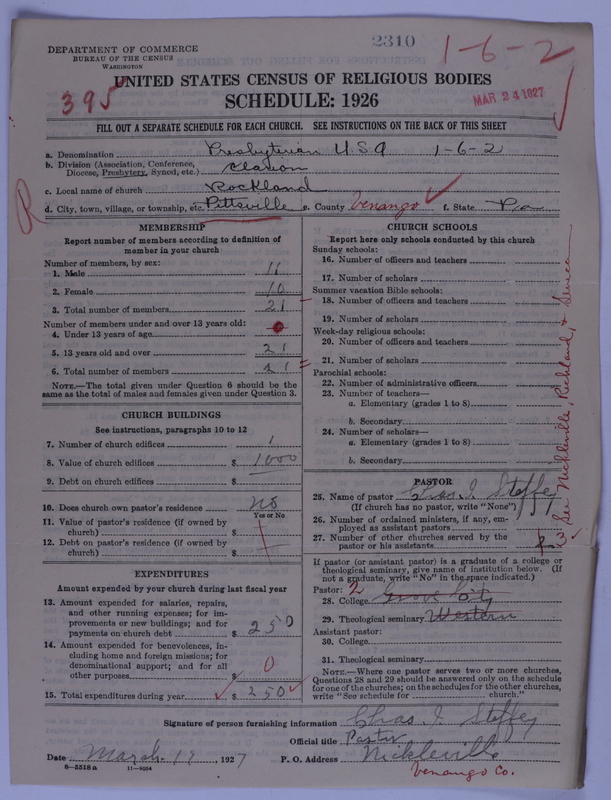 2310
DEPARTMENT OF COMMERCE
BUREAU OF THE CENSUS
WASHINGTON
1-6-2
UNITED STATES CENSUS OF RELIGIOUS BODIES
395
SCHEDULE: 1926
MAR 24 1927
FILL OUT A SEPARATE SCHEDULE FOR EACH CHURCH. SEE INSTRUCTIONS ON THE BACK OF THIS SHEET
a. Denomination Presbyterian U.S.A 1-6-2
b. Division (Association, Conference, Diocese, Presbytery, Synod, etc.) Clarion
c. Local name of church Rockland
R
d. City, town, village, or township, etc. Pittsville e. County Venango f. State Pa
MEMBERSHIP
Report number of members according to definition of
member in your church
Number of members, by sex:
1. Male 11
2. Female 10
3. Total number of members 21
Number of members under and over 13 years old:
4. Under 13 years of age
5. 13 years old and over 21
6. Total number of members 21
NOTE.—The total given under Question 6 should be the
same as the total of males and females given under Question 3.
CHURCH BUILDINGS
See instructions, paragraphs 10 to 12
7. Number of church edifices 1
8. Value of church edifices $ 1000
9. Debt on church edifices $
10. Does church own pastor's residence No
Yes or No
11. Value of pastor's residence (if owned by
church) $
12. Debt on pastor's residence (if owned by
church) $
EXPENDITURES
Amount expended by your church during last fiscal year
13. Amount expended for salaries, repairs,
and other running expenses; for im-
provements or new buildings; and for
payments on church debt $ 250
14. Amount expended for benevolences, in-
cluding home and foreign missions; for
denominational support; and for all
other purposes $ 0
15. Total expenditures during year $ 250
CHURCH SCHOOLS
Report here only schools conducted by this church
Sunday schools:
16. Number of officers and teachers
17. Number of scholars
Summer vacation Bible schools:
18. Number of officers and teachers
19. Number of scholars
Week-day religious schools:
20. Number of officers and teachers
21. Number of scholars
Parochial schools:
22. Number of administrative officers
23. Number of teachers—
a. Elementary (grades 1 to 8)
b. Secondary
24. Number of scholars—
a. Elementary (grades 1 to 8)
b. Secondary
See Nickleville, Richland, & Seneca
PASTOR
25. Name of pastor Chas. I. Steffey
(If church has no pastor, write "None")
26. Number of ordained ministers, if any, em-
ployed as assistant pastors
27. Number of other churches served by the
pastor or his assistants 3
If pastor (or assistant pastor) is a graduate of a college or
theological seminary, give name of institution below. (If
not a graduate, write "No" in the space indicated.)
Pastor: 2
28. College Grove City
29. Theological seminary Western
Assistant pastor:
30. College
31. Theological seminary
NOTE.—Where one pastor serves two or more churches,
Questions 28 and 29 should be answered only on the schedule
for one of the churches; on the schedules for the other churches,
write "See schedule for church."
Signature of person furnishing information Chas. I. Steffey
Official title Pastor
Date March 19 1927 P. O. Address Nickleville
Venango Co.
8-5518a 11-9264